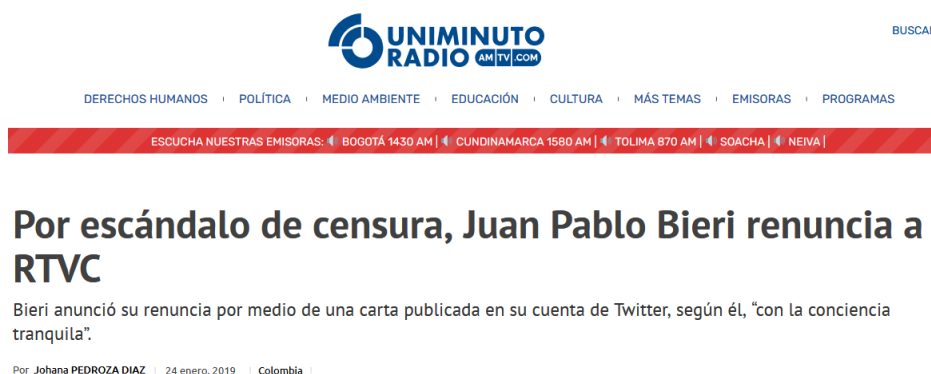 UNIMINUTO
RADIO AM TV .COM
BUSCAR
DERECHOS HUMANOS POLÍTICA MEDIO AMBIENTE EDUCACIÓN CULTURA MÁS TEMAS EMISORAS PROGRAMAS
ESCUCHA NUESTRAS EMISORAS: BOGOTÁ 1430 AM | CUNDINAMARCA 1580 AM | TOLIMA 870 AM | SOACHA | NEIVA |
Por escándalo de censura, Juan Pablo Bieri renuncia a
RTVC
Bieri anunció su renuncia por medio de una carta publicada en su cuenta de Twitter, según él, “con la conciencia
tranquila”.
Por Johana PEDROZA DIAZ | 24 enero, 2019 | Colombia |